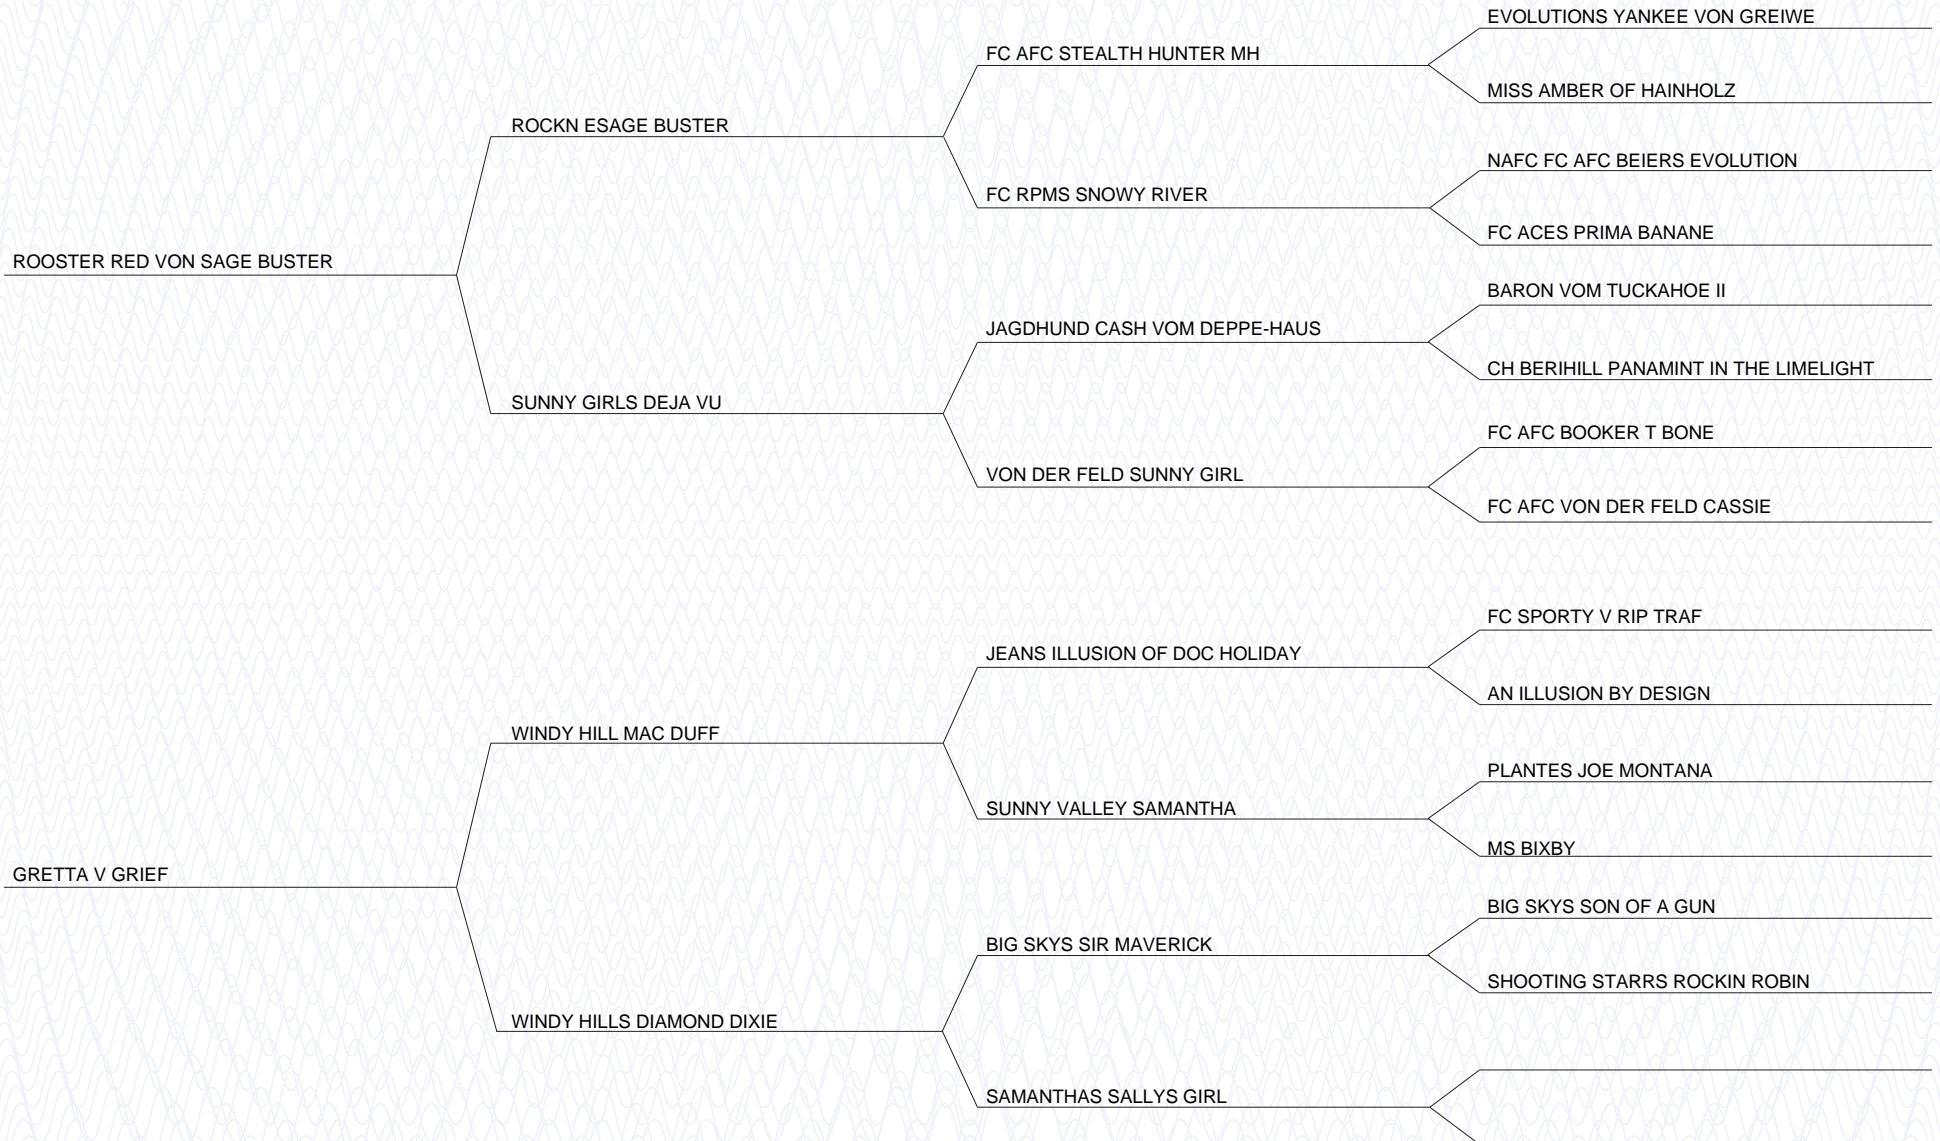 EVOLUTIONS YANKEE VON GREIWE
FC AFC STEALTH HUNTER MH
MISS AMBER OF HAINHOLZ
ROCKN ESAGE BUSTER
NAFC FC AFC BEIERS EVOLUTION
FC RPMS SNOWY RIVER
FC ACES PRIMA BANANE
ROOSTER RED VON SAGE BUSTER
BARON VOM TUCKAHOE II
JAGDHUND CASH VOM DEPPE-HAUS
CH BERIHILL PANAMINT IN THE LIMELIGHT
SUNNY GIRLS DEJA VU
FC AFC BOOKER T BONE
VON DER FELD SUNNY GIRL
FC AFC VON DER FELD CASSIE
FC SPORTY V RIP TRAF
JEANS ILLUSION OF DOC HOLIDAY
AN ILLUSION BY DESIGN
WINDY HILL MAC DUFF
PLANTES JOE MONTANA
SUNNY VALLEY SAMANTHA
MS BIXBY
GRETTA V GRIEF
BIG SKYS SON OF A GUN
BIG SKYS SIR MAVERICK
SHOOTING STARRS ROCKIN ROBIN
WINDY HILLS DIAMOND DIXIE
SAMANTHAS SALLYS GIRL